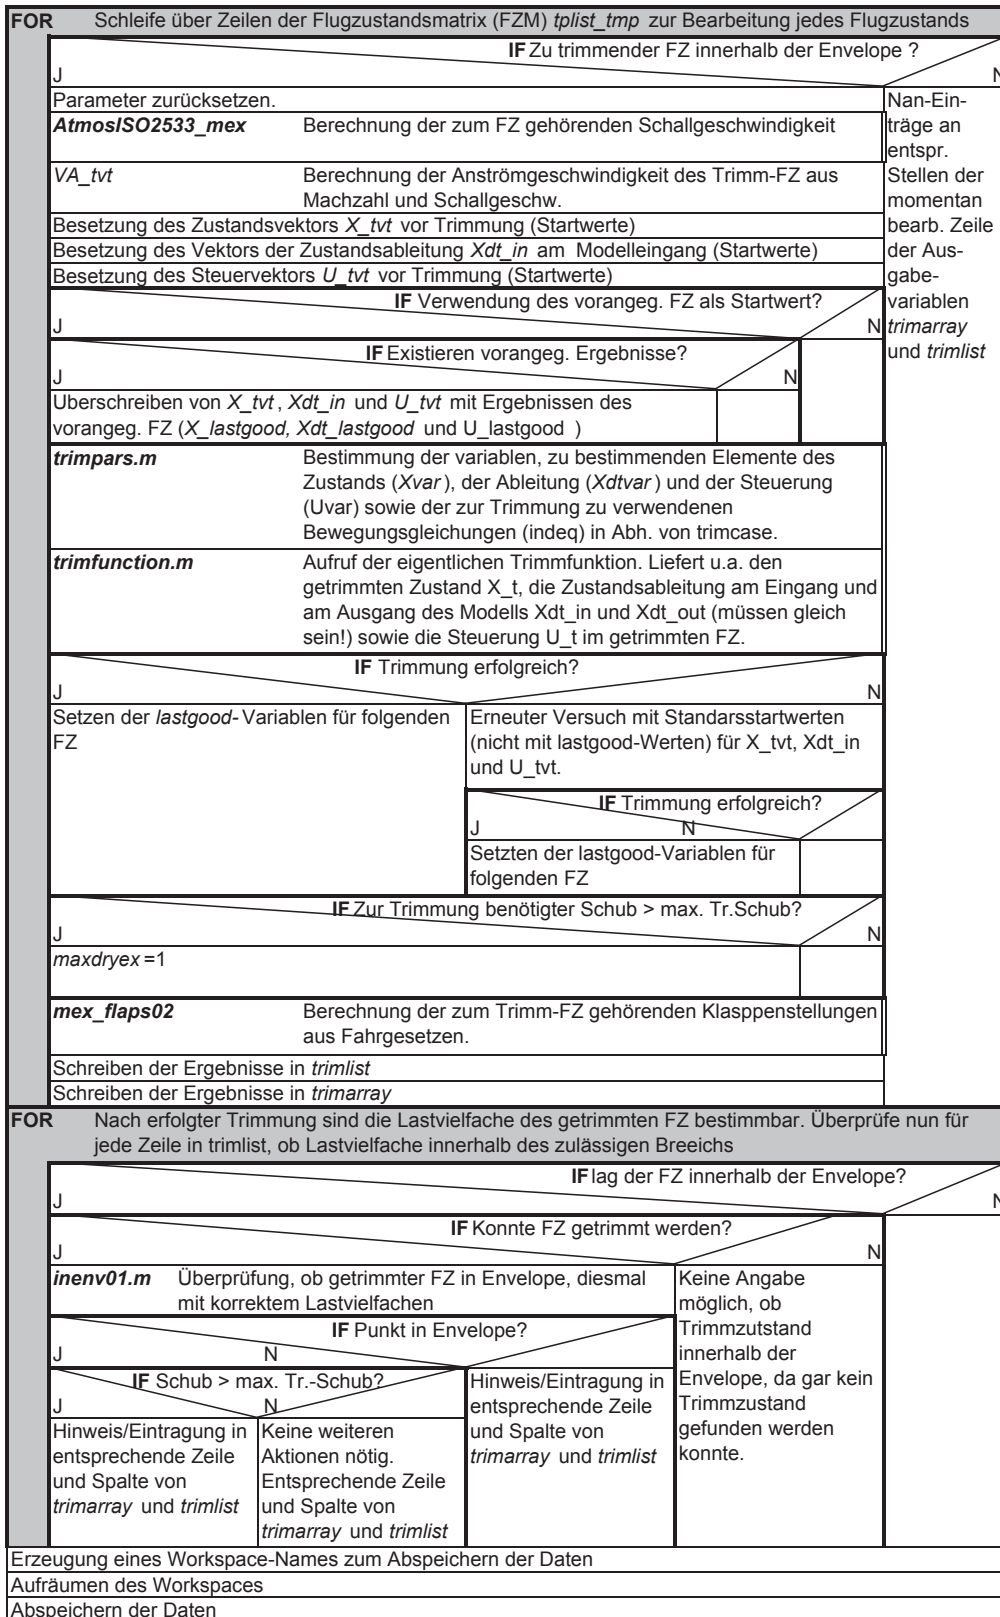 FOR Schleife über Zeilen der Flugzustandsmatrix (FZM) tplist_tmp zur Bearbeitung jedes Flugzustands
IF Zu trimmender FZ innerhalb der Envelope ?
J
N
Parameter zurücksetzen.
AtmosISO2533_mex Berechnung der zum FZ gehörenden Schallgeschwindigkeit
VA_tvt Berechnung der Anströmgeschwindigkeit des Trimm-FZ aus
Machzahl und Schallgeschw.
Besetzung des Zustandsvektors X_tvt vor Trimmung (Startwerte)
Besetzung des Vektors der Zustandsableitung Xdt_in am Modelleingang (Startwerte)
Besetzung des Steuervektors U_tvt vor Trimmung (Startwerte)
Nan-Ein-
träge an
entspr.
Stellen der
momentan
bearb. Zeile
der Aus-
gabe-
variablen
trimarray
und trimlist
IF Verwendung des vorangeg. FZ als Startwert?
J
N
IF Existieren vorangeg. Ergebnisse?
J
N
Uberschreiben von X_tvt, Xdt_in und U_tvt mit Ergebnissen des
vorangeg. FZ (X_lastgood, Xdt_lastgood und U_lastgood )
trimpars.m Bestimmung der variablen, zu bestimmenden Elemente des
Zustands (Xvar), der Ableitung (Xdtvar) und der Steuerung
(Uvar) sowie der zur Trimmung zu verwendenen
Bewegungsgleichungen (indeq) in Abh. von trimcase.
trimfunction.m Aufruf der eigentlichen Trimmfunktion. Liefert u.a. den
getrimmten Zustand X_t, die Zustandsableitung am Eingang und
am Ausgang des Modells Xdt_in und Xdt_out (müssen gleich
sein!) sowie die Steuerung U_t im getrimmten FZ.
IF Trimmung erfolgreich?
J
N
Setzen der lastgood-Variablen für folgenden
FZ
Erneuter Versuch mit Standarsstartwerten
(nicht mit lastgood-Werten) für X_tvt, Xdt_in
und U_tvt.
IF Trimmung erfolgreich?
J N
Setzten der lastgood-Variablen für
folgenden FZ
IF Zur Trimmung benötigter Schub > max. Tr.Schub?
J
N
maxdryex =1
mex_flaps02 Berechnung der zum Trimm-FZ gehörenden Klasppenstellungen
aus Fahrgesetzen.
Schreiben der Ergebnisse in trimlist
Schreiben der Ergebnisse in trimarray
FOR Nach erfolgter Trimmung sind die Lastvielfache des getrimmten FZ bestimmbar. Überprüfe nun für
jede Zeile in trimlist, ob Lastvielfache innerhalb des zulässigen Breeichs
IF lag der FZ innerhalb der Envelope?
J
N
IF Konnte FZ getrimmt werden?
J
N
inenv01.m Überprüfung, ob getrimmter FZ in Envelope, diesmal
mit korrektem Lastvielfachen
Keine Angabe
möglich, ob
Trimmzutstand
innerhalb der
Envelope, da gar kein
Trimmzustand
gefunden werden
konnte.
IF Punkt in Envelope?
J N
IF Schub > max. Tr.-Schub?
J N
Hinweis/Eintragung in
entsprechende Zeile
und Spalte von
trimarray und trimlist
Keine weiteren
Aktionen nötig.
Entsprechende Zeile
und Spalte von
trimarray und trimlist
Hinweis/Eintragung in
entsprechende Zeile
und Spalte von
trimarray und trimlist
Erzeugung eines Workspace-Names zum Abspeichern der Daten
Aufräumen des Workspaces
Abspeichern der Daten